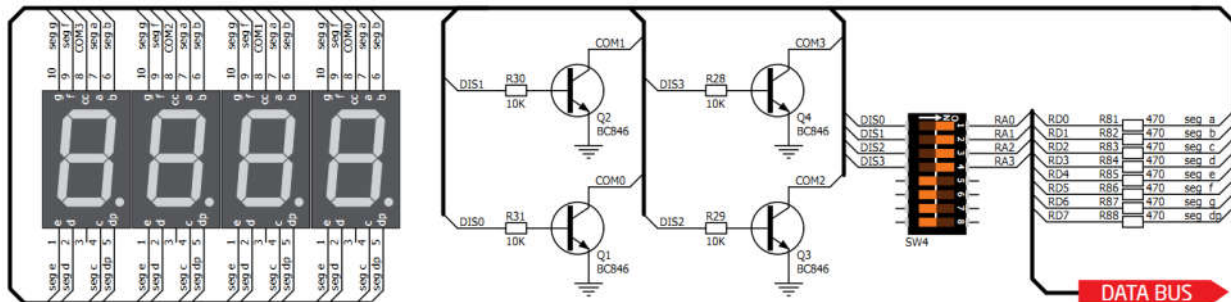 seg g seg f COM3 seg a seg b
10 9 8 7 6
g f cc a b
e d c dp
1 2 3 4 5
seg e seg d seg c seg dp
seg g seg f COM2 seg a seg b
10 9 8 7 6
g f cc a b
e d c dp
1 2 3 4 5
seg e seg d seg c seg dp
seg g seg f COM1 seg a seg b
10 9 8 7 6
g f cc a b
e d c dp
1 2 3 4 5
seg e seg d seg c seg dp
seg g seg f COM0 seg a seg b
10 9 8 7 6
g f cc a b
e d c dp
1 2 3 4 5
seg e seg d seg c seg dp
COM1
DIS1 R30
10K
Q2
BC846
COM0
DIS0 R31
10K
Q1
BC846
COM3
DIS3 R28
10K
Q4
BC846
COM2
DIS2 R29
10K
Q3
BC846
ON
DIS0 1 RA0
DIS1 2 RA1
DIS2 3 RA2
DIS3 4 RA3
5
6
7
8
SW4
RD0 R81 470 seg a
RD1 R82 470 seg b
RD2 R83 470 seg c
RD3 R84 470 seg d
RD4 R85 470 seg e
RD5 R86 470 seg f
RD6 R87 470 seg g
RD7 R88 470 seg dp
DATA BUS